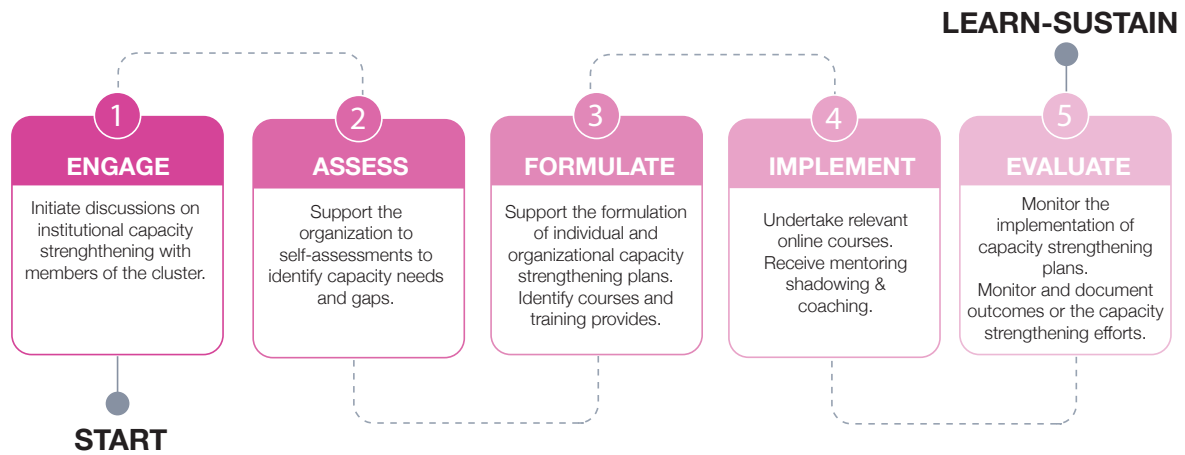 LEARN-SUSTAIN
1
ENGAGE
Initiate discussions on
institutional capacity
strenghthening with
members of the cluster.
START
2
ASSESS
Support the
organization to
self-assessments to
identify capacity needs
and gaps.
3
FORMULATE
Support the formulation
of individual and
organizational capacity
strengthening plans.
Identify courses and
training provides.
4
IMPLEMENT
Undertake relevant
online courses.
Receive mentoring
shadowing &
coaching.
5
EVALUATE
Monitor the
implementation of
capacity strengthening
plans.
Monitor and document
outcomes or the capacity
strengthening efforts.